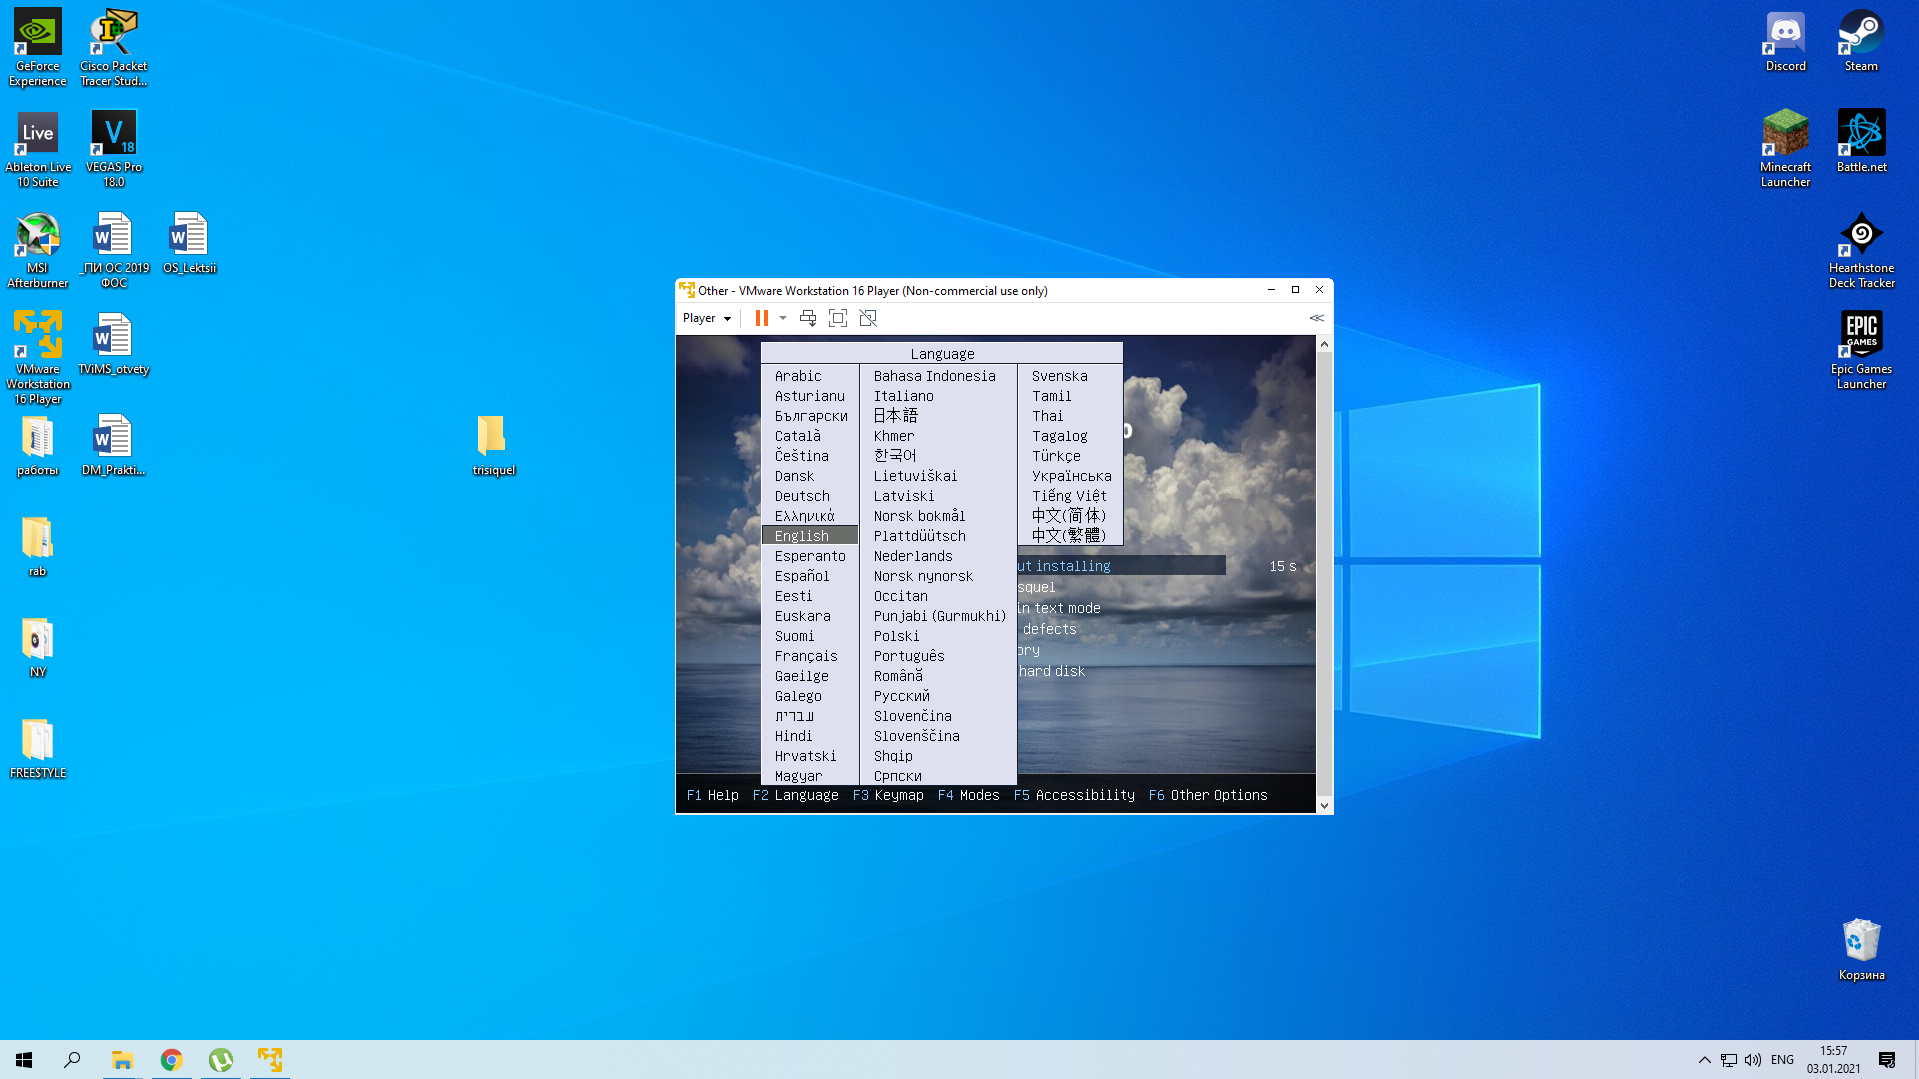 GeForce
Experience
Cisco Packet
Tracer Stud...
Live
Ableton Live
10 Suite
V
18
VEGAS Pro
18.0
MSI
Afterburner
W
_ПИ ОС 2019
ФОС
W
OS_Lektsii
VMware
Workstation
16 Player
W
TViMS_otvety
работы
W
DM_Prakti...
rab
NY
FREESTYLE
trisiquel
Discord
Steam
Minecraft
Launcher
Battle.net
Hearthstone
Deck Tracker
EPIC
GAMES
Epic Games
Launcher
Корзина
Other - VMware Workstation 16 Player (Non-commercial use only)
Player
Language
Arabic
Asturianu
Български
Català
Čeština
Dansk
Deutsch
Ελληνικά
English
Esperanto
Español
Eesti
Euskara
Suomi
Français
Gaeilge
Galego
עברית
Hindi
Hrvatski
Magyar
Bahasa Indonesia
Italiano
日本語
Khmer
한국어
Lietuviškai
Latviski
Norsk bokmål
Plattdüütsch
Nederlands
Norsk nynorsk
Occitan
Punjabi (Gurmukhi)
Polski
Português
Română
Русский
Slovenčina
Slovenščina
Shqip
Српски
Svenska
Tamil
Thai
Tagalog
Türkçe
Українська
Tiếng Việt
中文(简体)
中文(繁體)
ut installing
15 s
squel
in text mode
defects
ory
hard disk
F1 Help F2 Language F3 Keymap F4 Modes F5 Accessibility F6 Other Options
ENG
15:57
03.01.2021